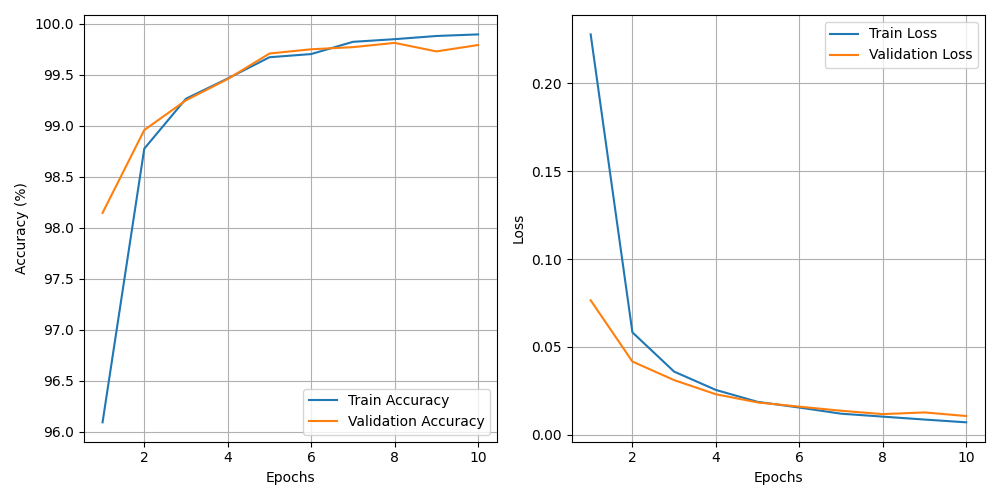 100.0
99.5
99.0
98.5
98.0
97.5
97.0
96.5
96.0
Accuracy (%)
Train Accuracy
Validation Accuracy
2 4 6 8 10
Epochs
Train Loss
Validation Loss
0.20
0.15
0.10
0.05
0.00
Loss
2 4 6 8 10
Epochs